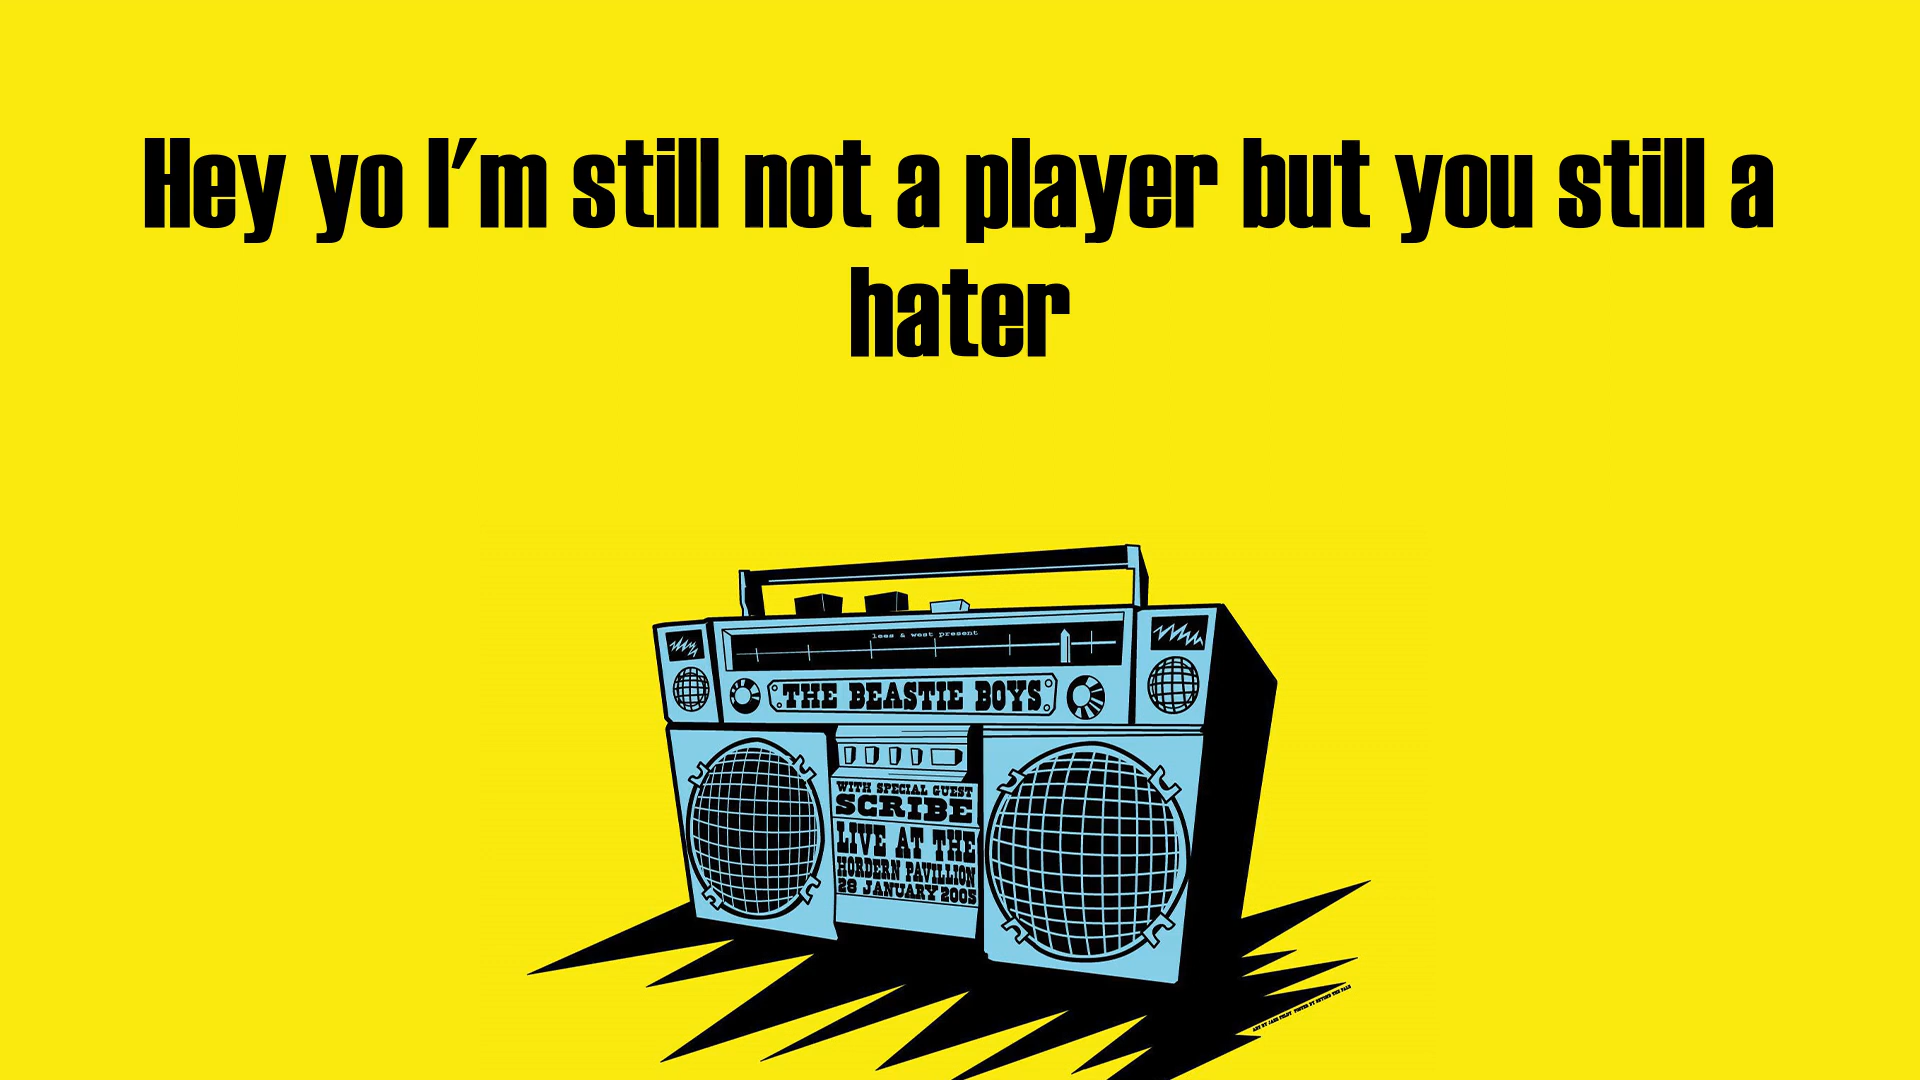 Hey yo I'm still not a player but you still a
hater
lees & west present
THE BEASTIE BOYS
WITH SPECIAL GUEST
SCRIBE
LIVE AT THE
HORDERN PAVILLION
28 JANUARY 2005